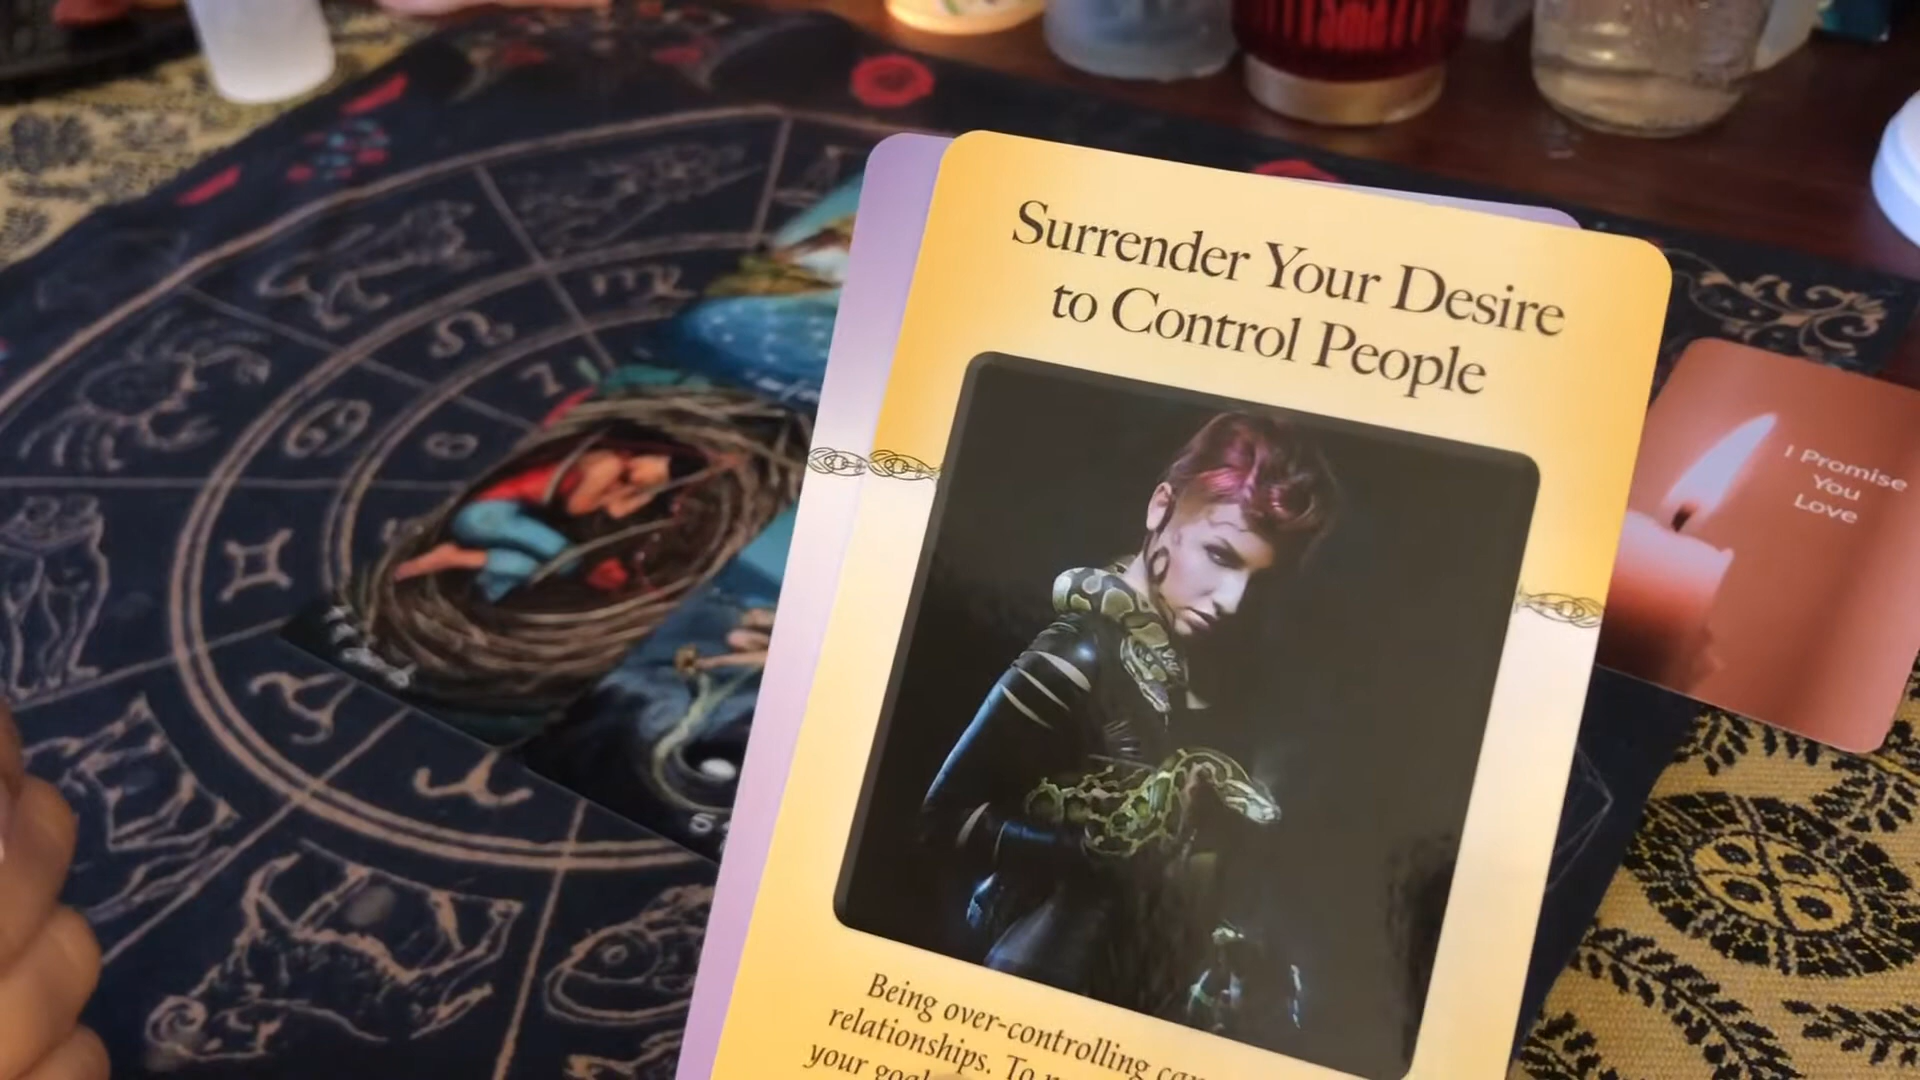 Surrender Your Desire
to Control People
Being over-controlling
relationships. To
your
I Promise
You
Love